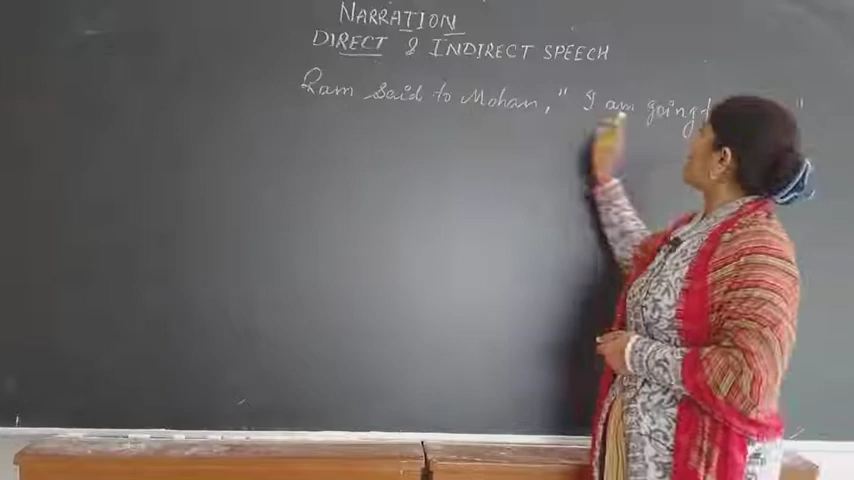 NARRATION
DIRECT & INDIRECT SPEECH
Ram said to Mohan, " I am going "